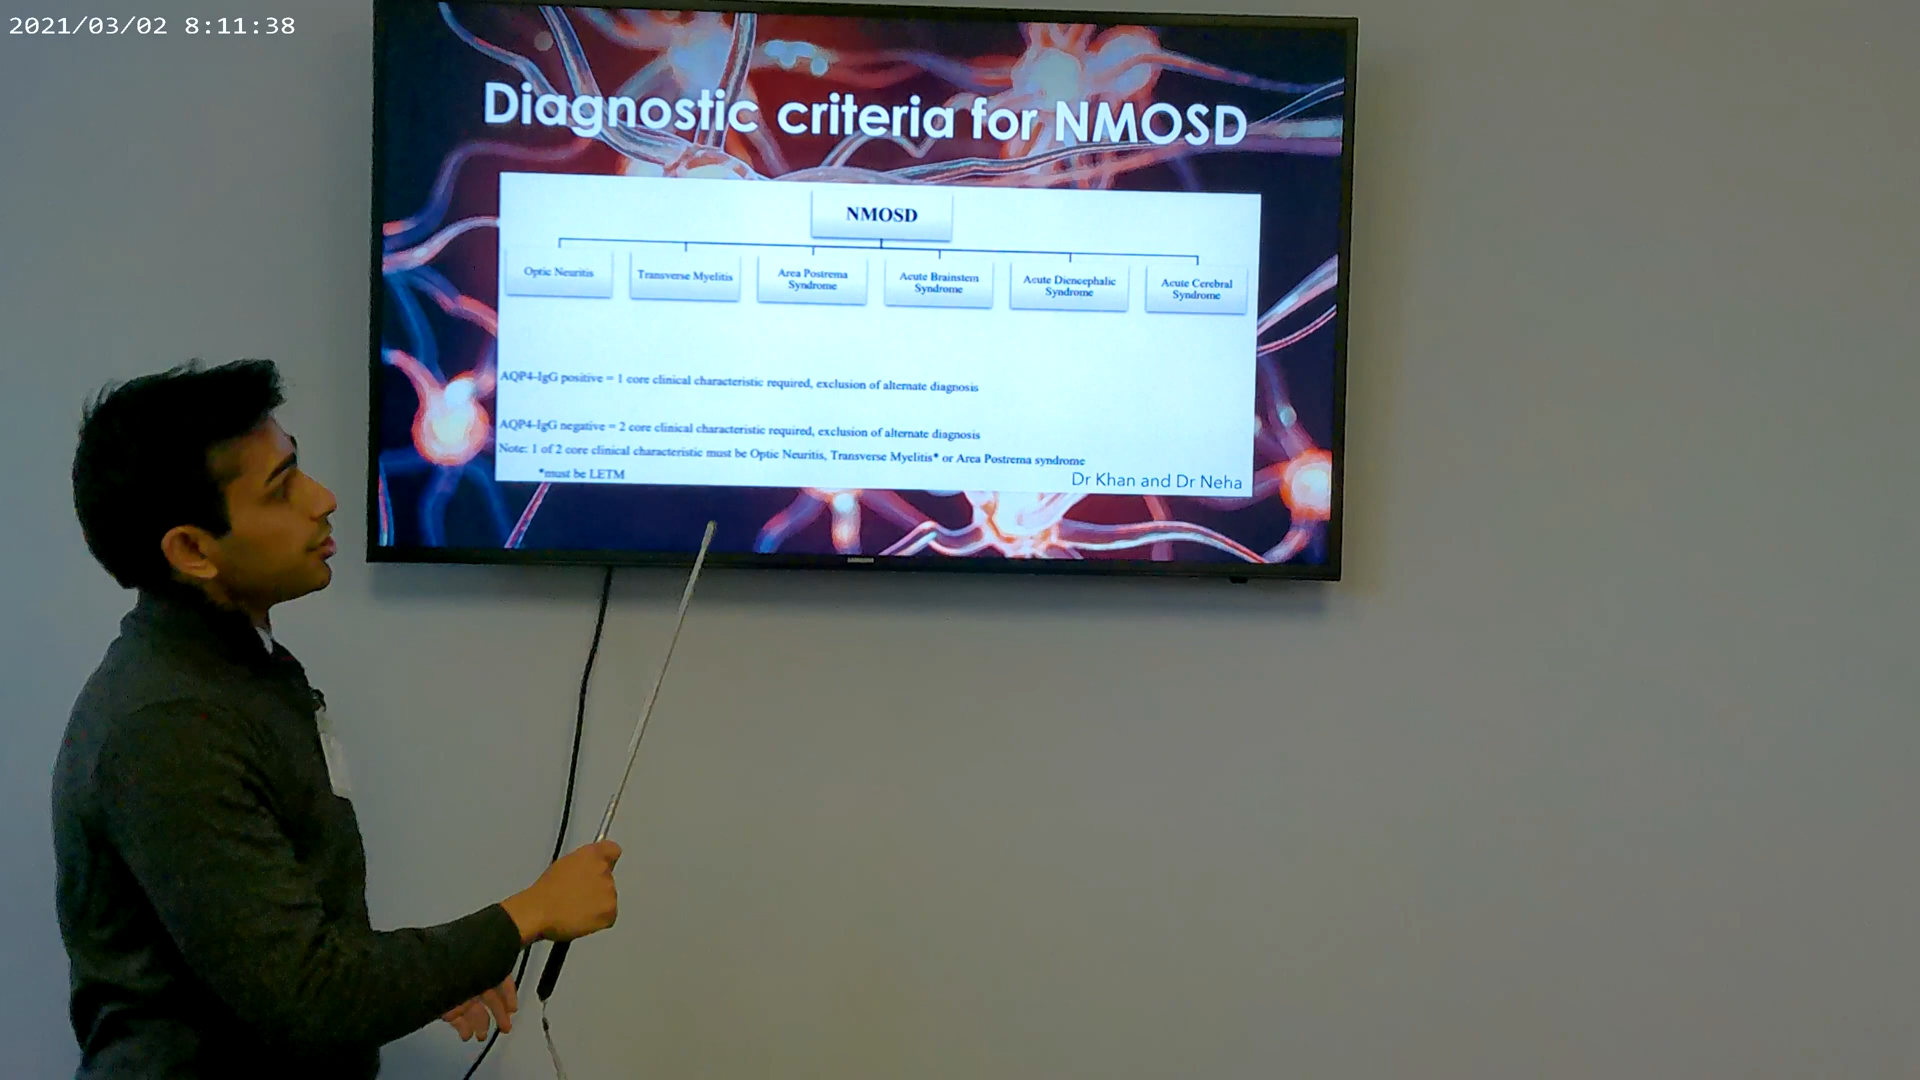 2021/03/02 8:11:38
Diagnostic criteria for NMOSD
NMOSD
Optic Neuritis
Transverse Myelitis
Area Postrema
Syndrome
Acute Brainstem
Syndrome
Acute Diencephalic
Syndrome
Acute Cerebral
Syndrome
AQP4-IgG positive = 1 core clinical characteristic required, exclusion of alternate diagnosis
AQP4-IgG negative = 2 core clinical characteristic required, exclusion of alternate diagnosis
Note: 1 of 2 core clinical characteristic must be Optic Neuritis, Transverse Myelitis* or Area Postrema syndrome
*must be LETM
Dr Khan and Dr Neha
SAMSUNG